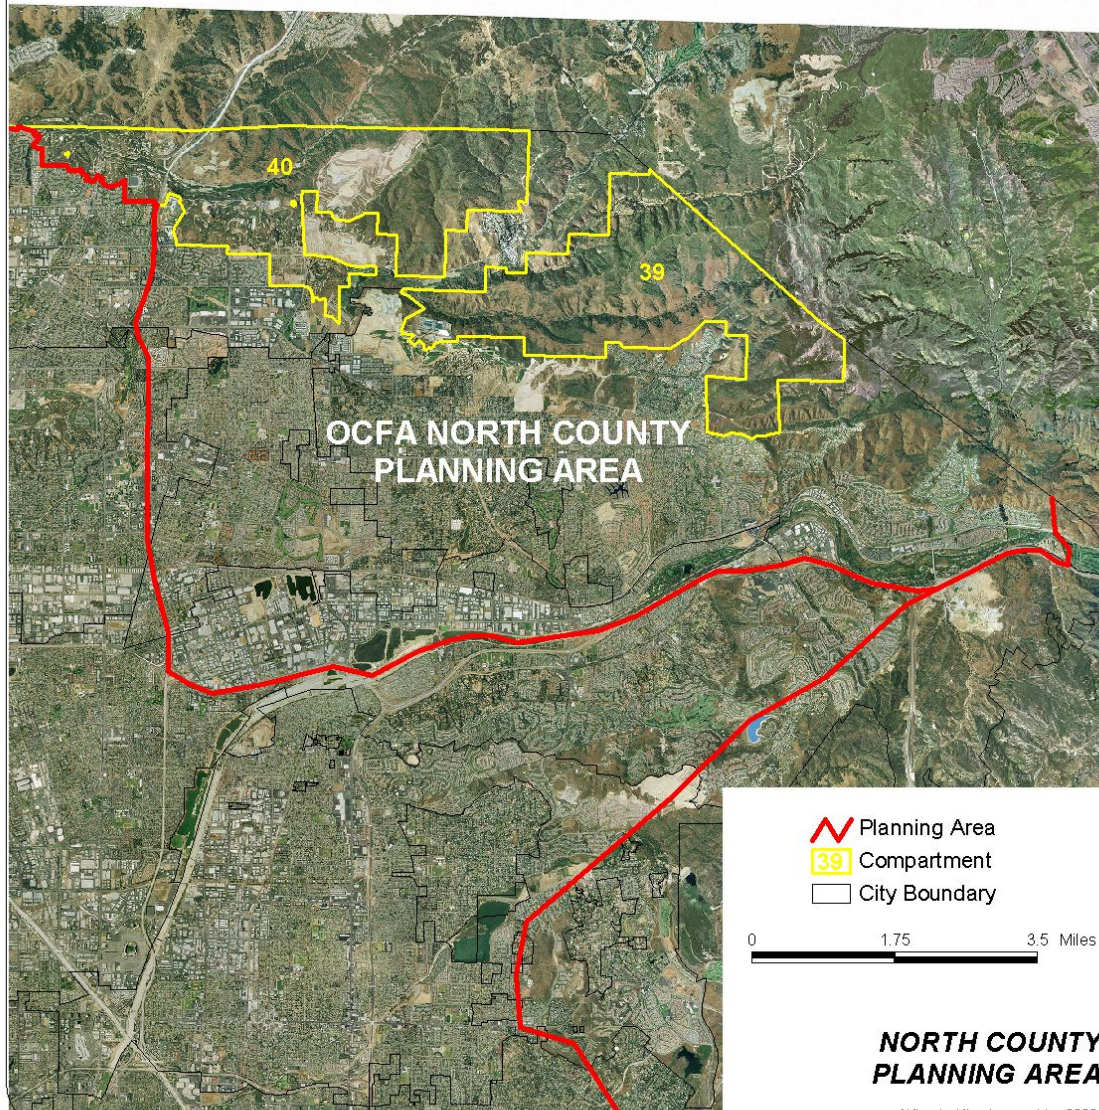 40
39
OCFA NORTH COUNTY
PLANNING AREA
Planning Area
39 Compartment
City Boundary
0 1.75 3.5 Miles
NORTH COUNTY
PLANNING AREA